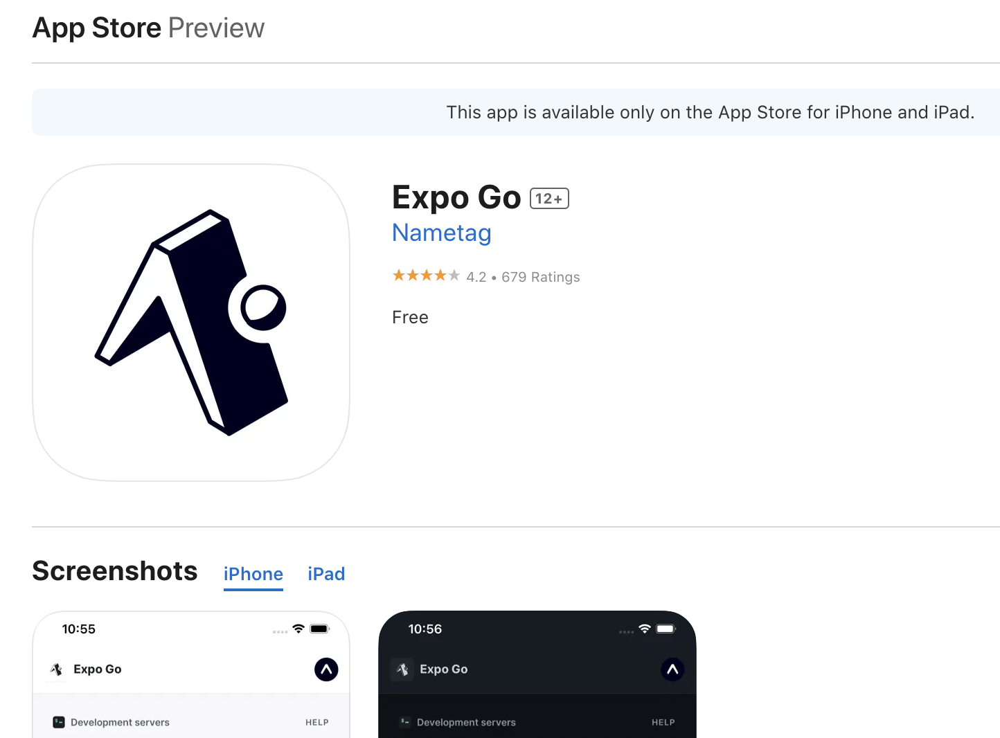 App Store Preview
This app is available only on the App Store for iPhone and iPad.
Expo Go 12+
Nametag
4.2 • 679 Ratings
Free
Screenshots iPhone iPad
10:55
Expo Go
Development servers HELP
10:56
Expo Go
Development servers HELP